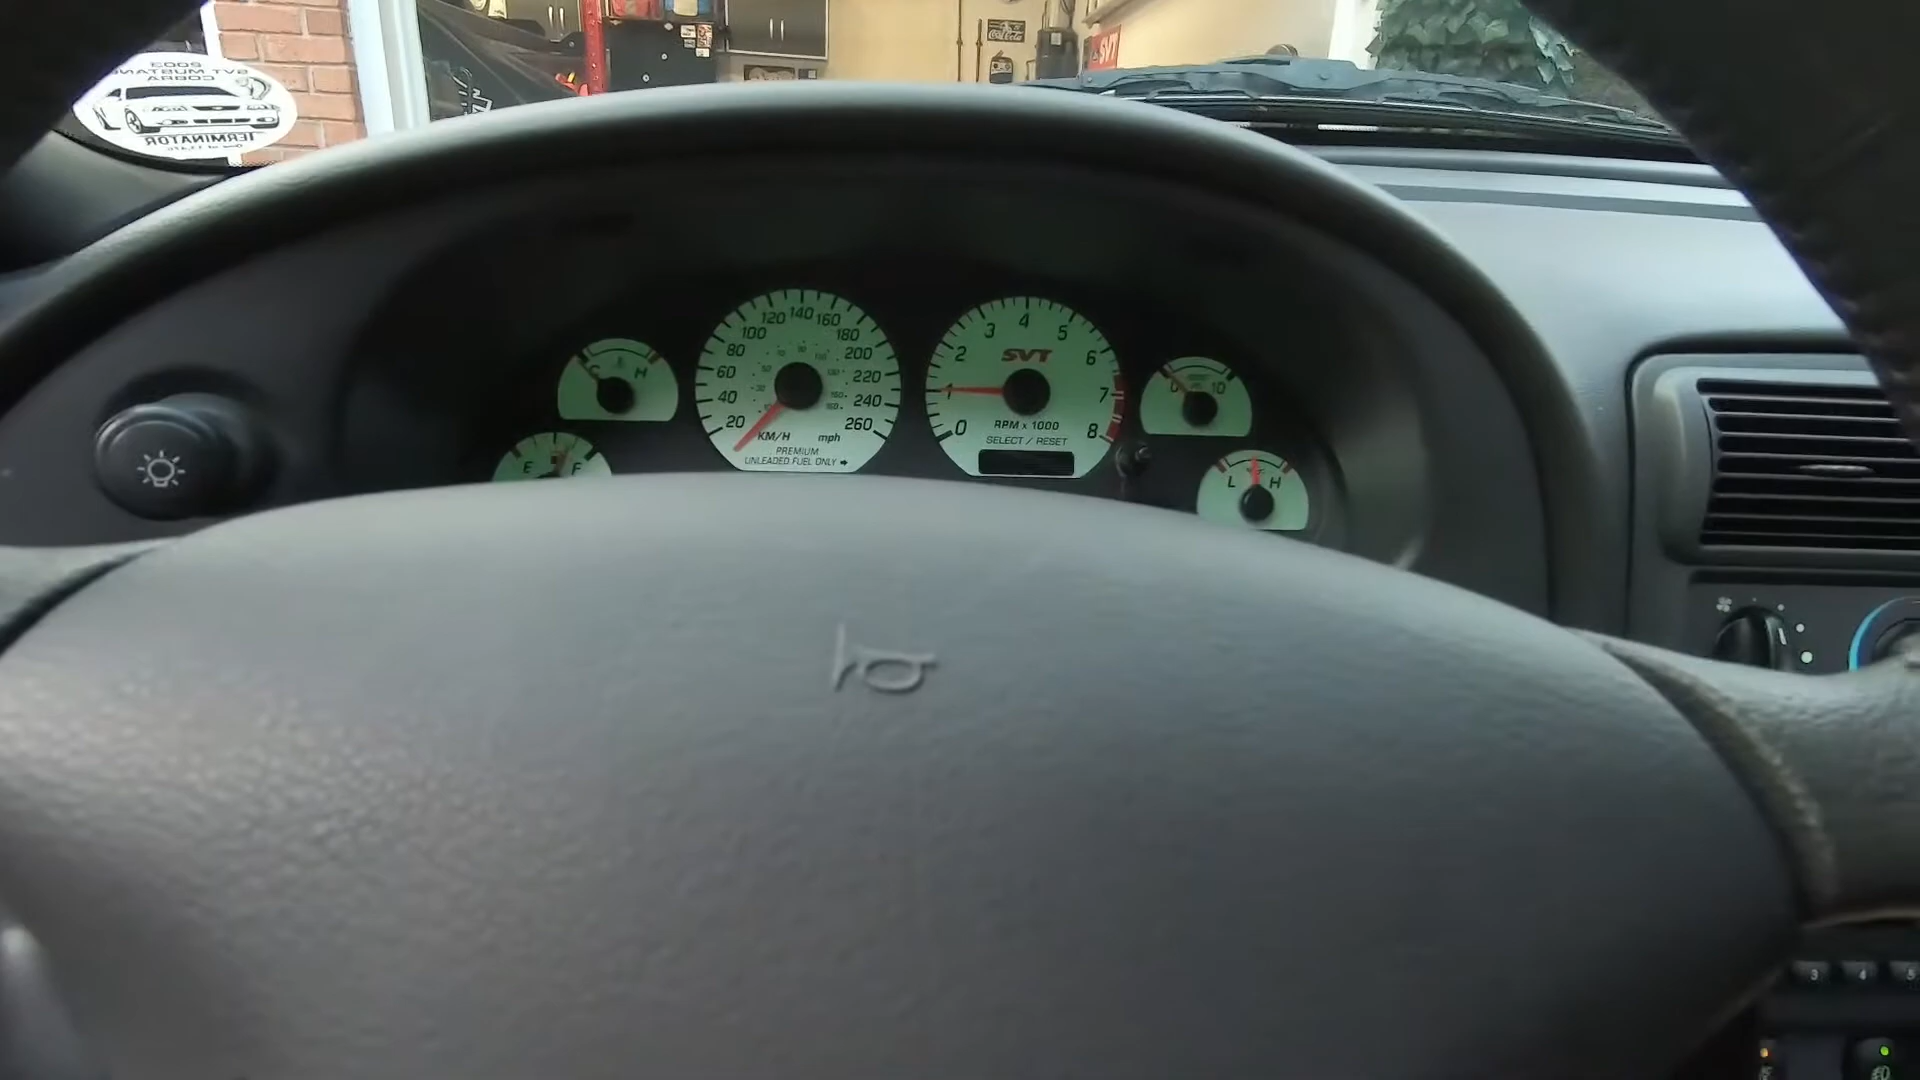 2003
SVT MUSTANG
COBRA
TERMINATOR
Coca-Cola
SVT
C H
E F
20 40 60 80 100 120 140 160 180 200 220 240 260
KM/H mph
PREMIUM
UNLEADED FUEL ONLY
0 1 2 3 4 5 6 7 8
SVT
RPM x 1000
SELECT / RESET
0 10
L H
3 4 5